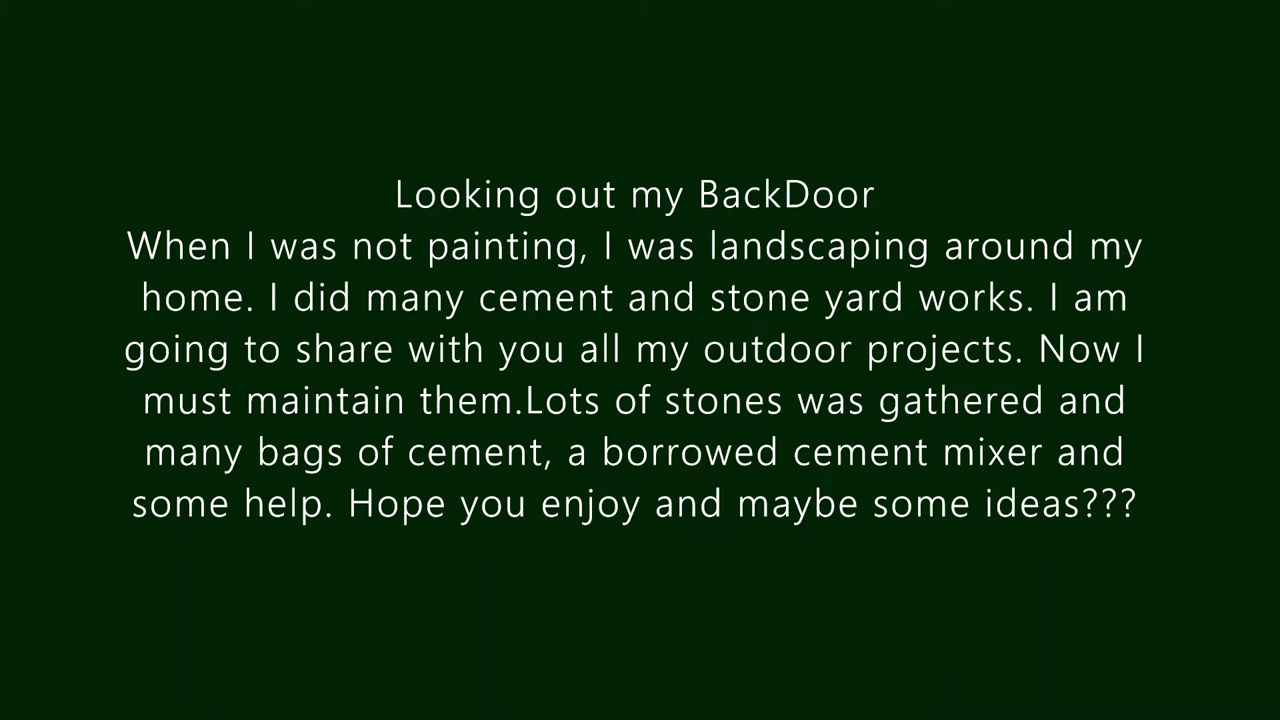 Looking out my BackDoor
When I was not painting, I was landscaping around my
home. I did many cement and stone yard works. I am
going to share with you all my outdoor projects. Now I
must maintain them.Lots of stones was gathered and
many bags of cement, a borrowed cement mixer and
some help. Hope you enjoy and maybe some ideas???